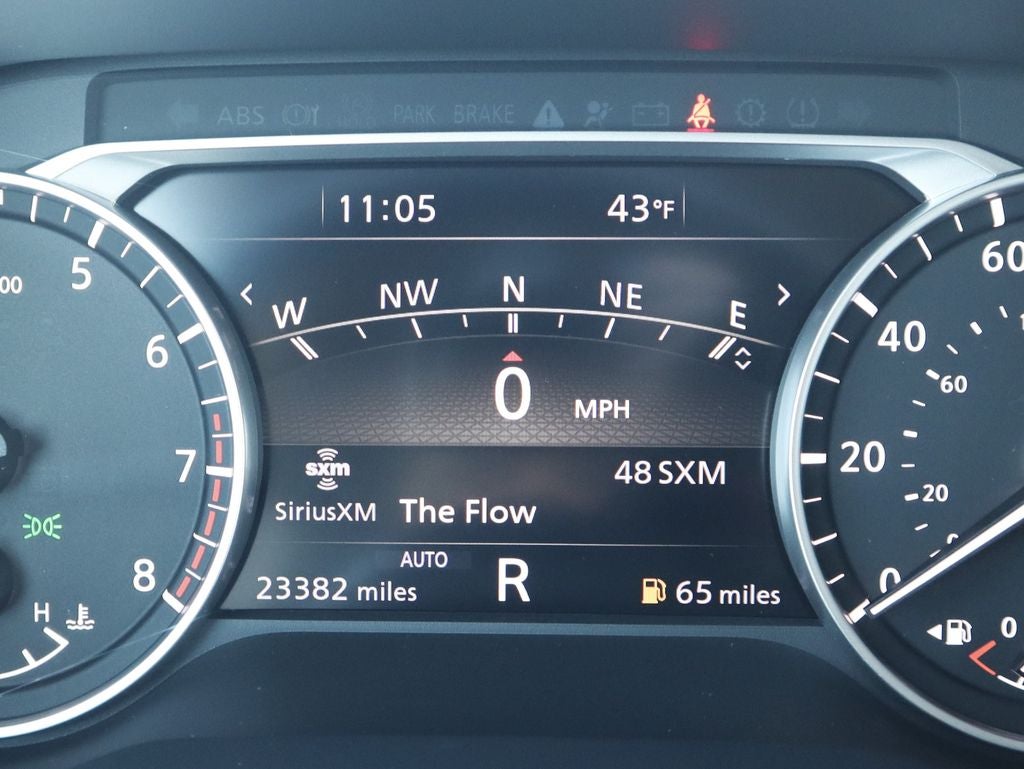 ABS PARK BRAKE
11:05 43°F
W NW N NE E
0 MPH
sxm 48 SXM
SiriusXM The Flow
AUTO
23382 miles R 65 miles
00
5
6
7
8
H
60
40
20
0
60
20
0